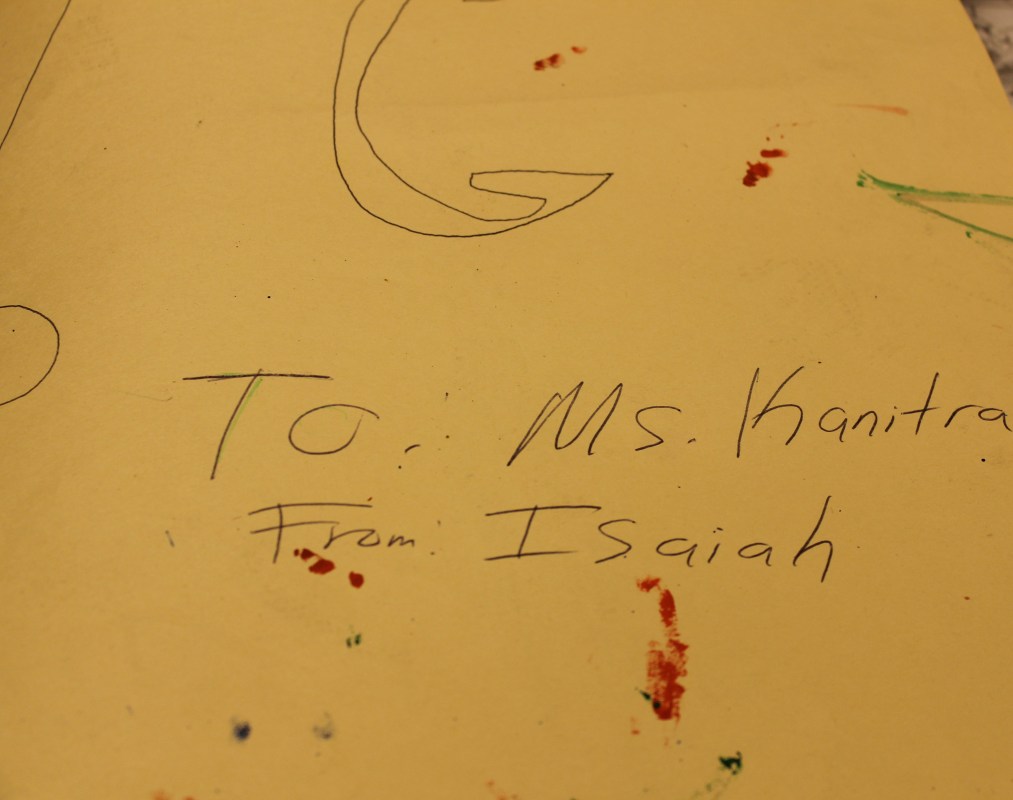 To: Ms. Kanitra
From: Isaiah